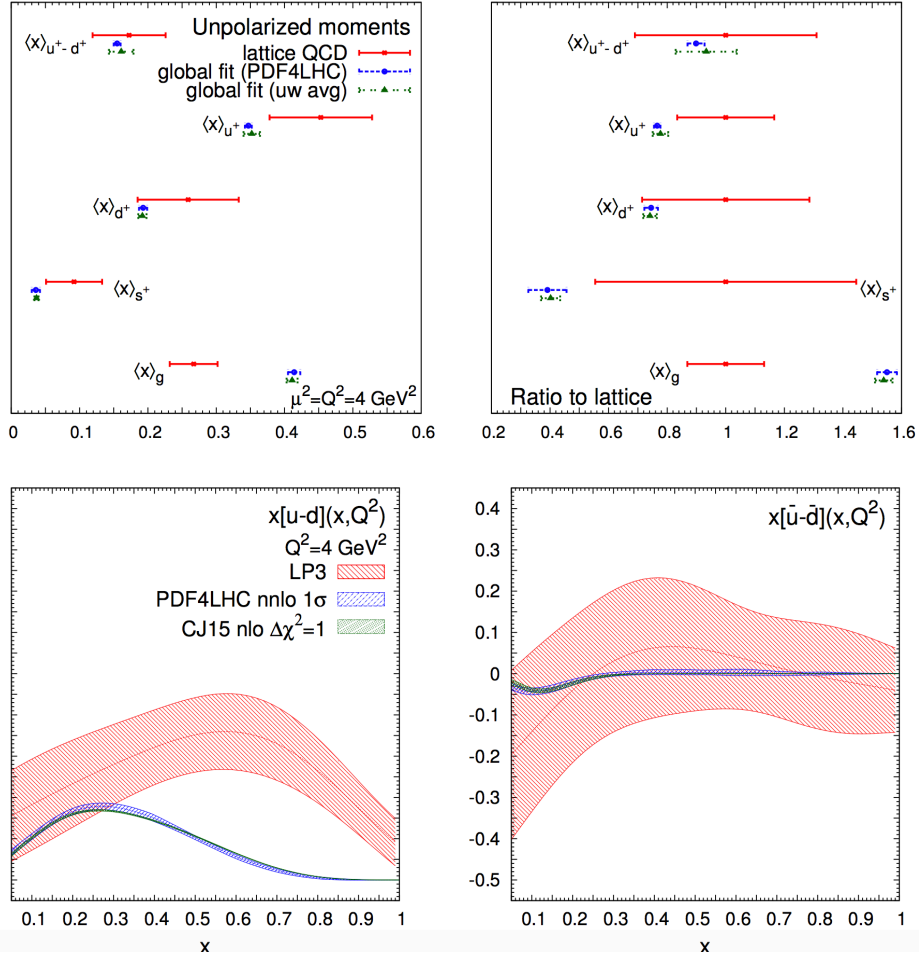 Unpolarized moments
lattice QCD
global fit (PDF4LHC)
global fit (uw avg)
⟨x⟩u⁺- d⁺
⟨x⟩u⁺
⟨x⟩d⁺
⟨x⟩s⁺
⟨x⟩g
μ²=Q²=4 GeV²
0 0.1 0.2 0.3 0.4 0.5 0.6
⟨x⟩u⁺- d⁺
⟨x⟩u⁺
⟨x⟩d⁺
⟨x⟩s⁺
⟨x⟩g
Ratio to lattice
0.2 0.4 0.6 0.8 1 1.2 1.4 1.6
x[u-d](x,Q²)
Q²=4 GeV²
LP3
PDF4LHC nnlo 1σ
CJ15 nlo Δχ²=1
0.1 0.2 0.3 0.4 0.5 0.6 0.7 0.8 0.9 1
x
x[ū-d̄](x,Q²)
0.4
0.3
0.2
0.1
0
-0.1
-0.2
-0.3
-0.4
-0.5
0.1 0.2 0.3 0.4 0.5 0.6 0.7 0.8 0.9 1
x